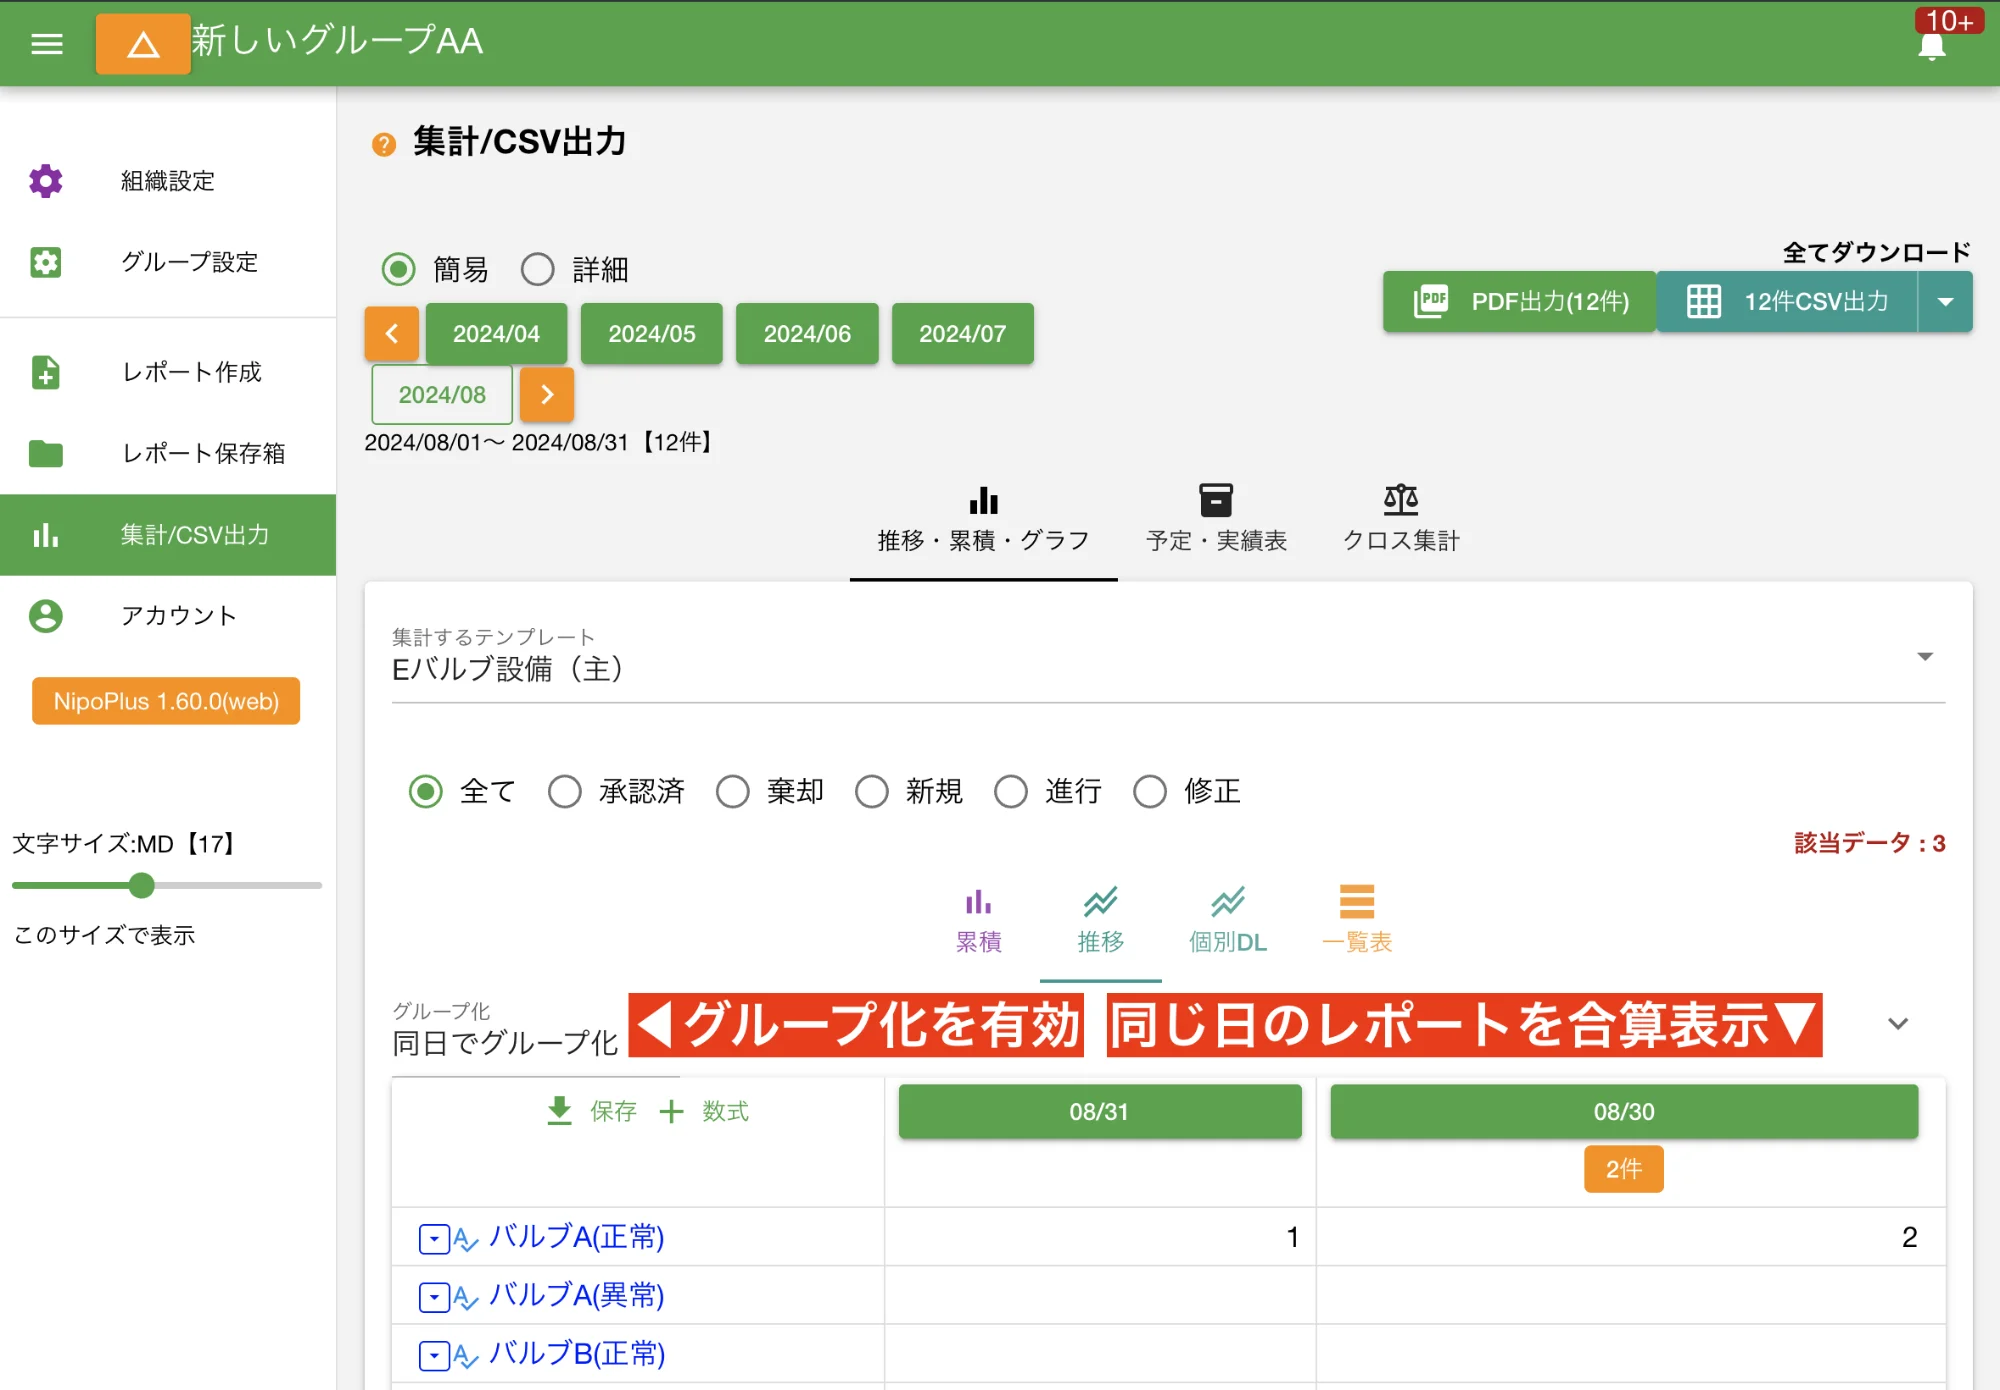 新しいグループAA
10+
組織設定
グループ設定
レポート作成
レポート保存箱
集計/CSV出力
アカウント
NipoPlus 1.60.0(web)
文字サイズ:MD【17】
このサイズで表示
集計/CSV出力
簡易 詳細
全てダウンロード
PDF PDF出力(12件) 12件CSV出力
2024/04 2024/05 2024/06 2024/07
2024/08
2024/08/01〜 2024/08/31【12件】
推移・累積・グラフ 予定・実績表 クロス集計
集計するテンプレート
Eバルブ設備（主）
全て 承認済 棄却 新規 進行 修正
該当データ : 3
累積 推移 個別DL 一覧表
グループ化
同日でグループ化
◀グループ化を有効 同じ日のレポートを合算表示▼
保存 数式 08/31 08/30
2件
バルブA(正常) 1 2
バルブA(異常)
バルブB(正常)